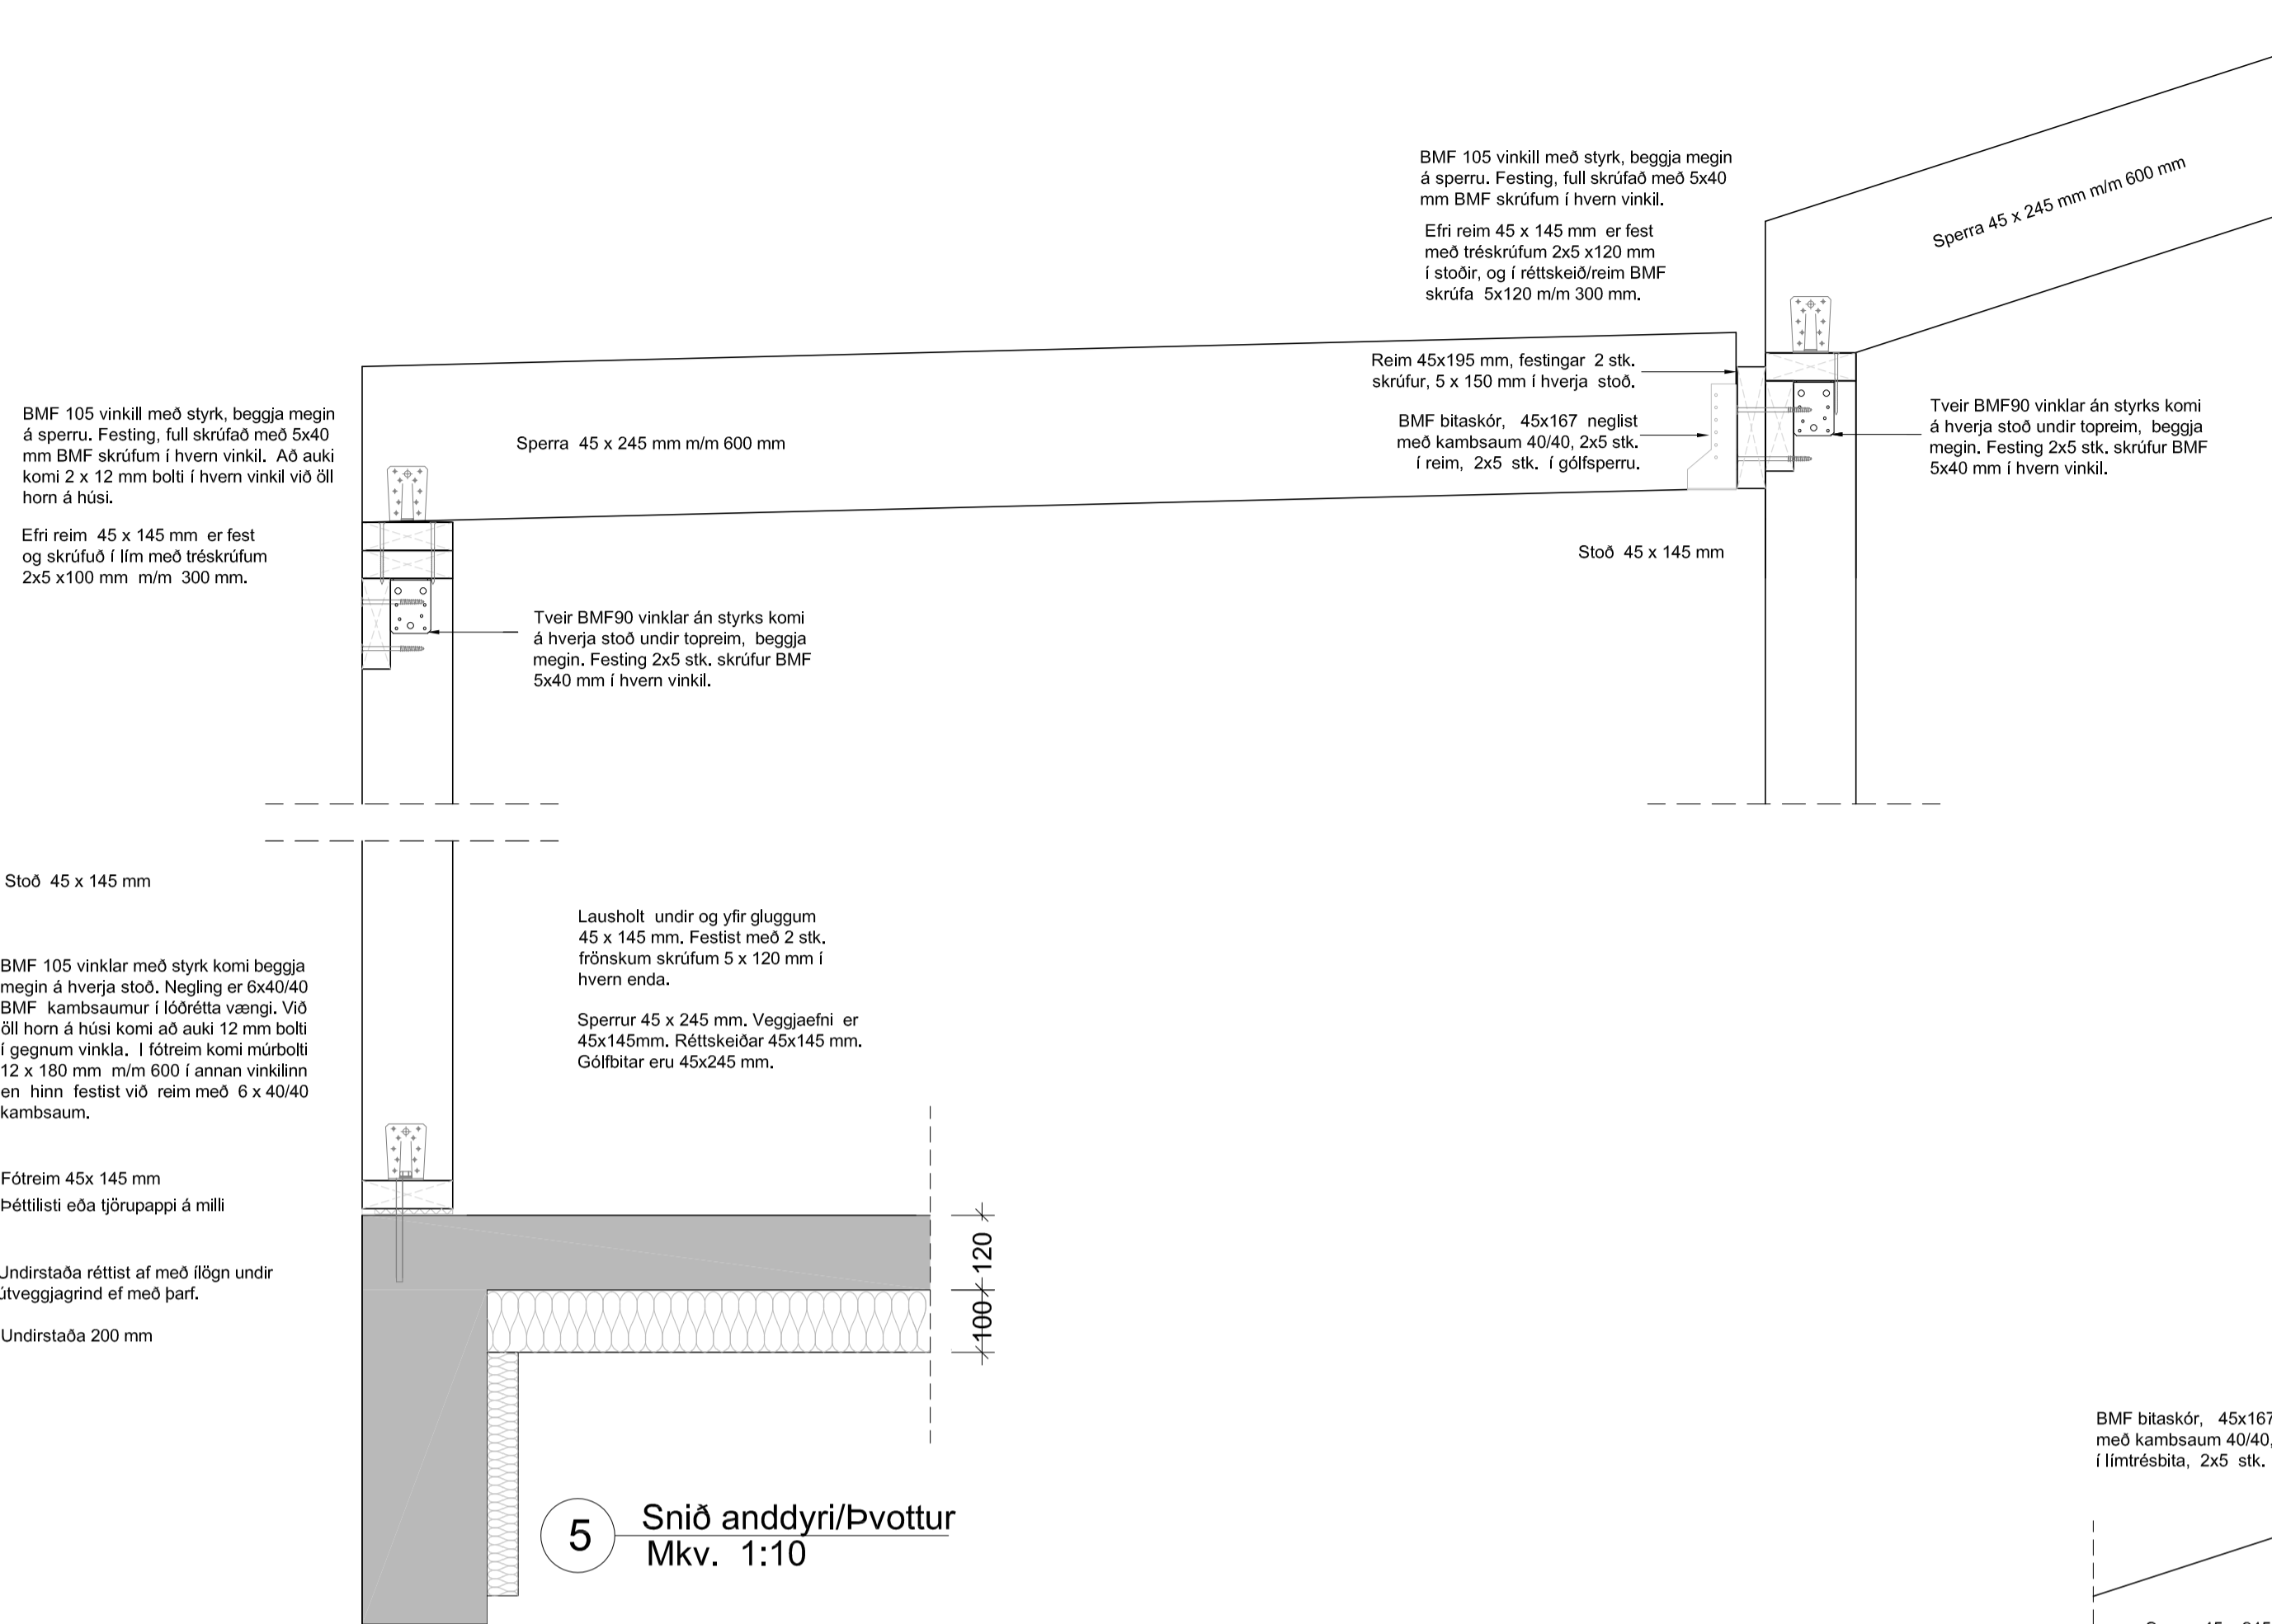 BMF 105 vinkill með styrk, beggja megin
á sperru. Festing, full skrúfað með 5x40
mm BMF skrúfum í hvern vinkil.
Efri reim 45 x 145 mm er fest
með tréskrúfum 2x5 x120 mm
í stoðir, og í réttskeið/reim BMF
skrúfa 5x120 m/m 300 mm.
Sperra 45 x 245 mm m/m 600 mm
Reim 45x195 mm, festingar 2 stk.
skrúfur, 5 x 150 mm í hverja stoð.
BMF bitaskór, 45x167 neglist
með kambsaum 40/40, 2x5 stk.
í reim, 2x5 stk. í gólfsperru.
Tveir BMF90 vinklar án styrks komi
á hverja stoð undir topreim, beggja
megin. Festing 2x5 stk. skrúfur BMF
5x40 mm í hvern vinkil.
BMF 105 vinkill með styrk, beggja megin
á sperru. Festing, full skrúfað með 5x40
mm BMF skrúfum í hvern vinkil. Að auki
komi 2 x 12 mm bolti í hvern vinkil við öll
horn á húsi.
Efri reim 45 x 145 mm er fest
og skrúfuð í lím með tréskrúfum
2x5 x100 mm m/m 300 mm.
Sperra 45 x 245 mm m/m 600 mm
Stoð 45 x 145 mm
Tveir BMF90 vinklar án styrks komi
á hverja stoð undir topreim, beggja
megin. Festing 2x5 stk. skrúfur BMF
5x40 mm í hvern vinkil.
Stoð 45 x 145 mm
Lausholt undir og yfir gluggum
45 x 145 mm. Festist með 2 stk.
frönskum skrúfum 5 x 120 mm í
hvern enda.
Sperrur 45 x 245 mm. Veggjaefni er
45x145mm. Réttskeiðar 45x145 mm.
Gólfbitar eru 45x245 mm.
BMF 105 vinklar með styrk komi beggja
megin á hverja stoð. Negling er 6x40/40
BMF kambsaumur í lóðrétta vængi. Við
öll horn á húsi komi að auki 12 mm bolti
í gegnum vinkla. I fótreim komi múrbolti
12 x 180 mm m/m 600 í annan vinkilinn
en hinn festist við reim með 6 x 40/40
kambsaum.
Fótreim 45x 145 mm
Þéttilisti eða tjörupappi á milli
Undirstaða réttist af með ílögn undir
útveggjagrind ef með þarf.
Undirstaða 200 mm
120
100
5
Snið anddyri/Þvottur
Mkv. 1:10
BMF bitaskór, 45x167
með kambsaum 40/40,
í límtrésbita, 2x5 stk.